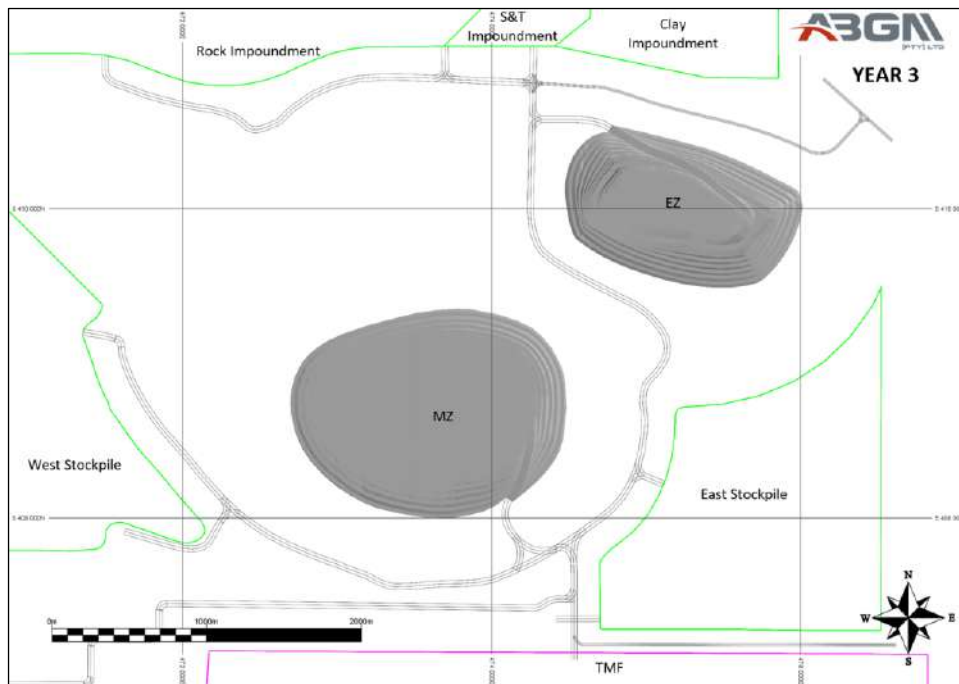 S&T
Impoundment
Clay
Impoundment
ABGM
(PTY) LTD
Rock Impoundment
YEAR 3
EZ
MZ
West Stockpile
East Stockpile
N
W
E
S
0m
1000m
2000m
TMF